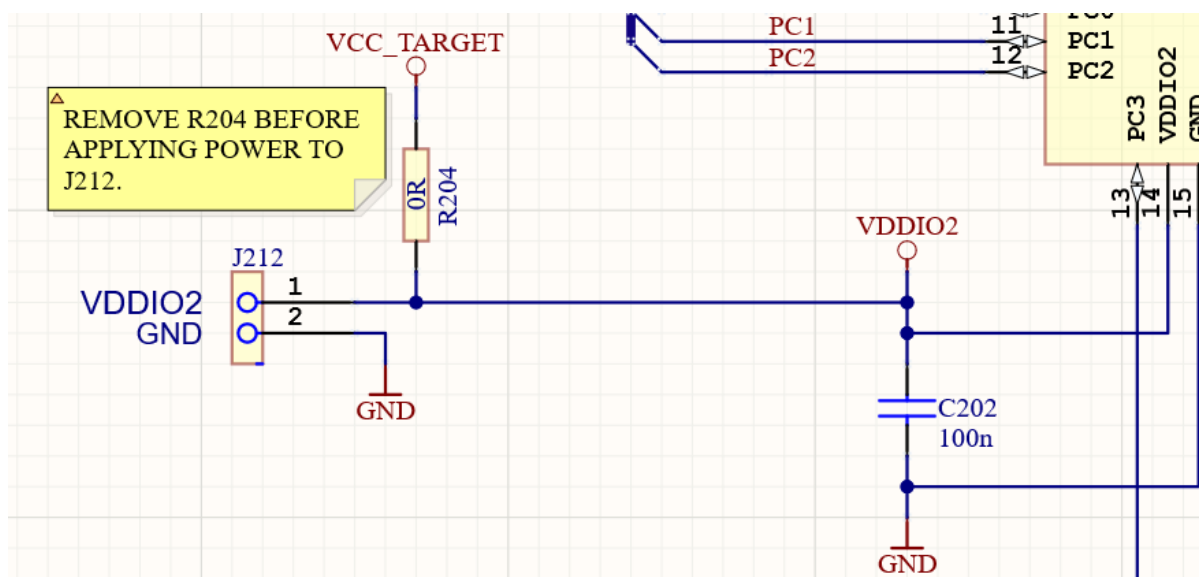 VCC_TARGET
REMOVE R204 BEFORE
APPLYING POWER TO
J212.
0R
R204
J212
VDDIO2
GND
1
2
GND
PC1
PC2
11
12
PC1
PC2
PC3
VDDIO2
GND
13
14
15
VDDIO2
C202
100n
GND